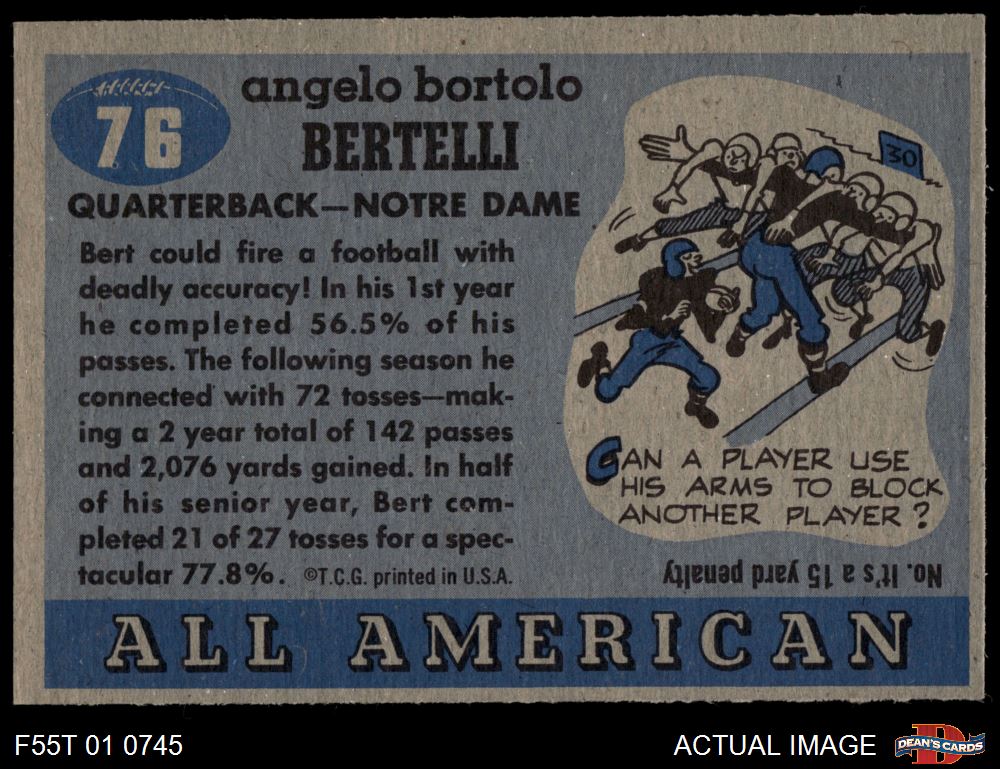 76
angelo bortolo
BERTELLI
QUARTERBACK—NOTRE DAME
Bert could fire a football with
deadly accuracy! In his 1st year
he completed 56.5% of his
passes. The following season he
connected with 72 tosses—mak-
ing a 2 year total of 142 passes
and 2,076 yards gained. In half
of his senior year, Bert com-
pleted 21 of 27 tosses for a spec-
tacular 77.8%. ©T.C.G. printed in U.S.A.
30
CAN A PLAYER USE
HIS ARMS TO BLOCK
ANOTHER PLAYER?
No. It's a 15 yard penalty
ALL AMERICAN
F55T 01 0745
ACTUAL IMAGE
D
DEAN'S CARDS